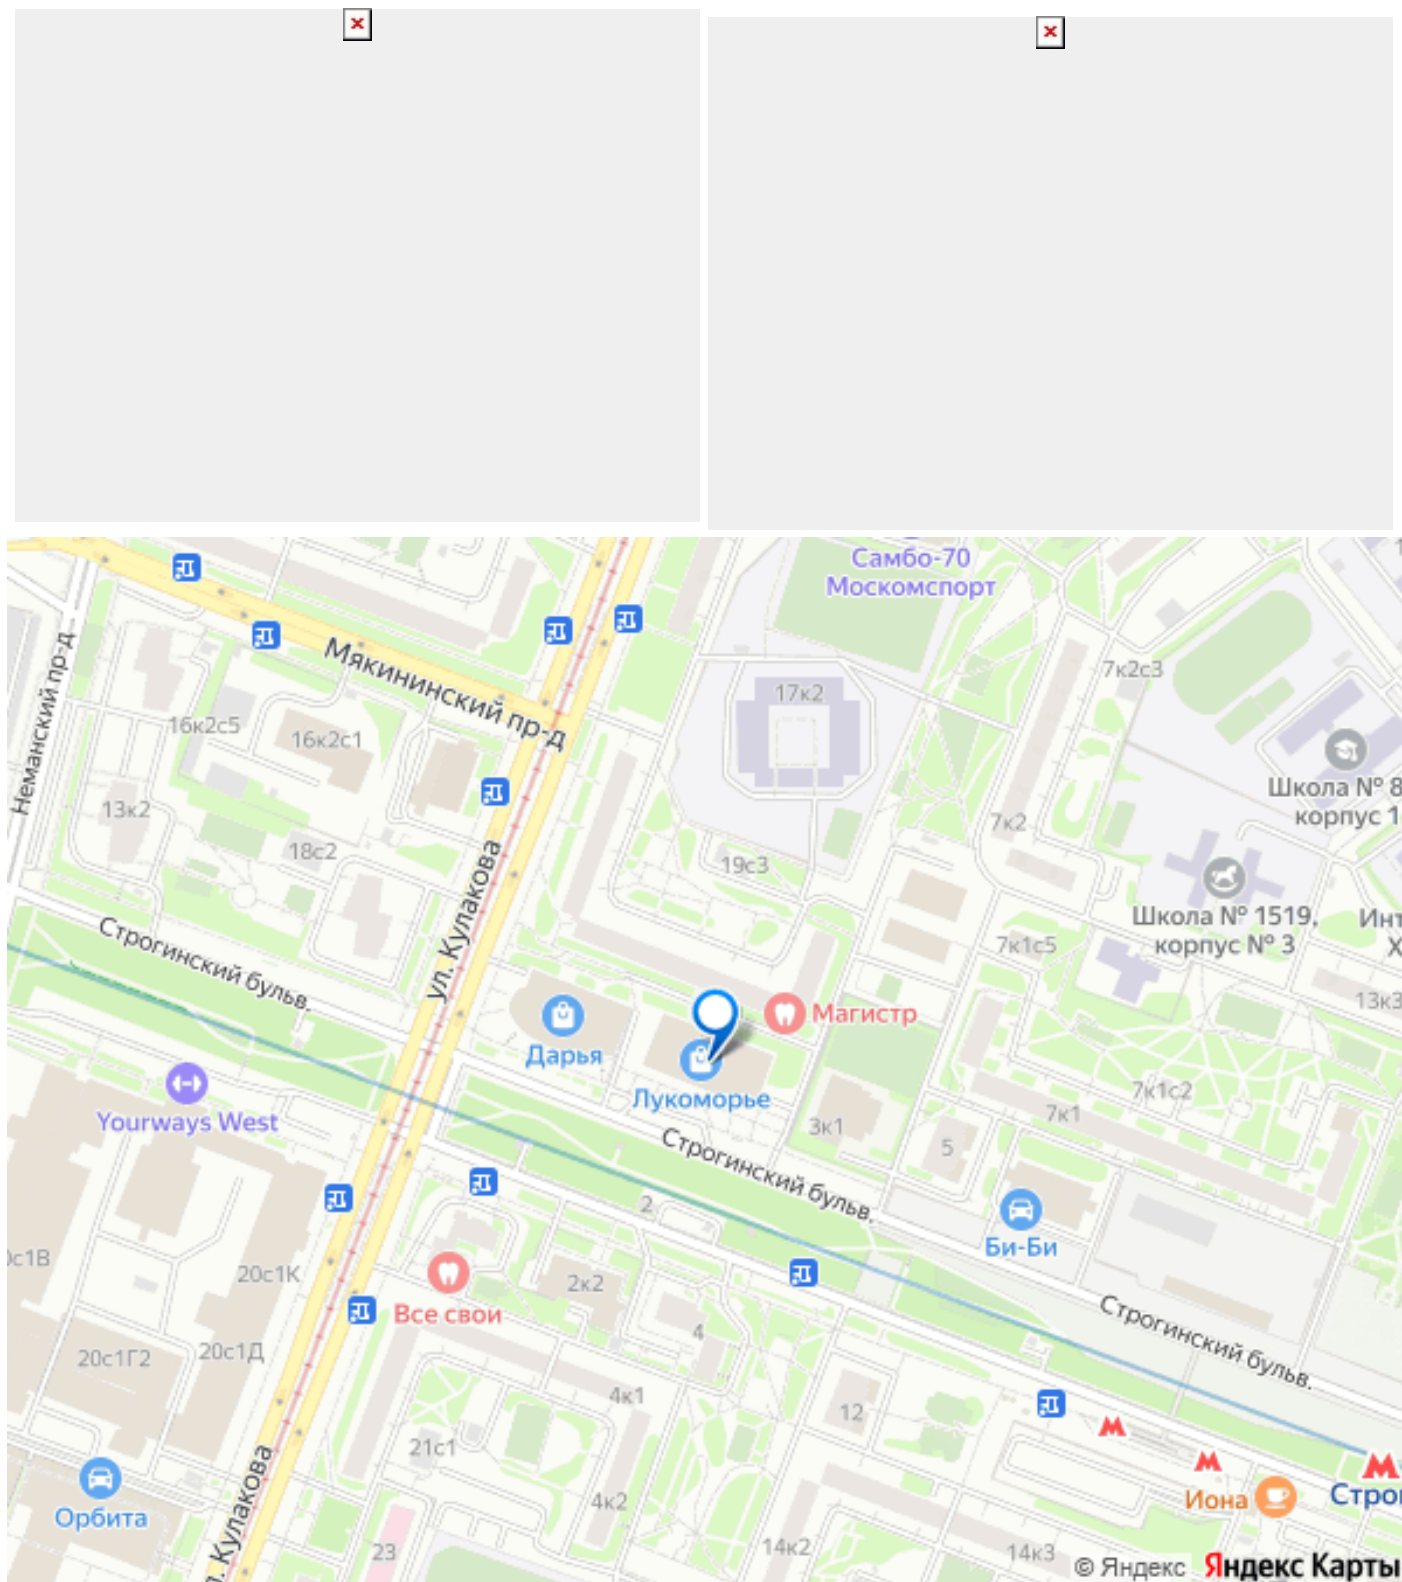 Самбо-70
Москомспорт
Мякининский пр-д
Неманский пр-д
7к2с3
17к2
16к2с5
16к2с1
Школа № 8
корпус 1
13к2
7к2
18с2
19с3
ул. Кулакова
Школа № 1519,
корпус № 3
Инт
Х
7к1с5
Строгинский бульв.
13к3
Магистр
Дарья
Лукоморье
Yourways West
7к1с2
7к1
3к1
5
Строгинский бульв.
2
Би-Би
0с1В
20с1К
2к2
Все свои
Строгинский бульв.
4
20с1Г2
20с1Д
4к1
12
21с1
М
М
М
ул. Кулакова
Орбита
4к2
Иона
Строг
23
14к2
14к3
© Яндекс Яндекс Карты